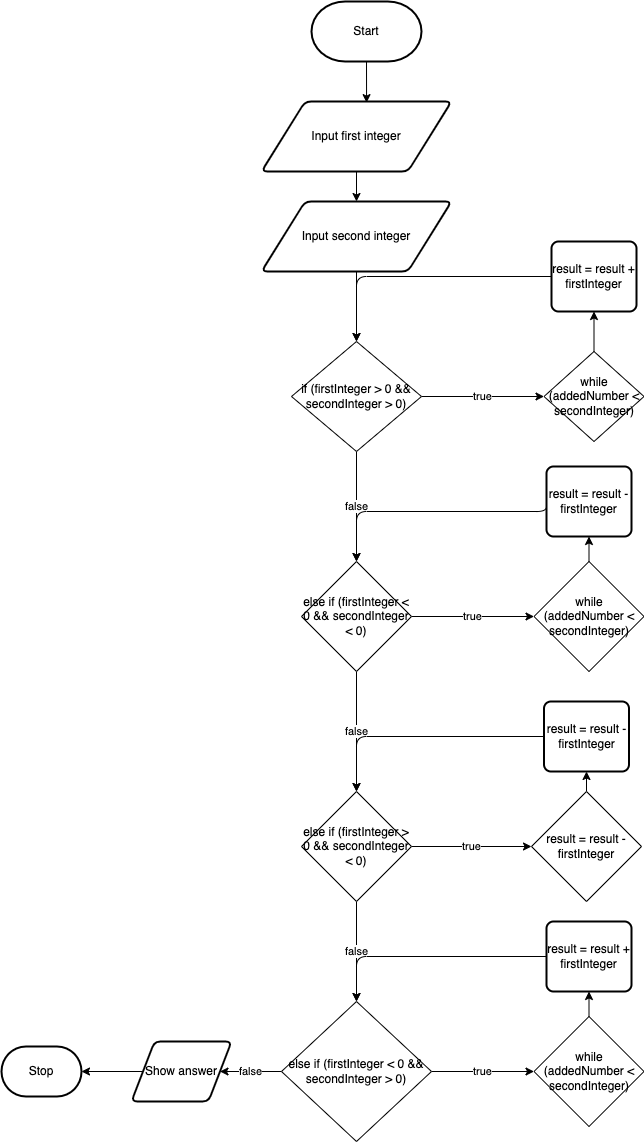 Start
Input first integer
Input second integer
result = result +
firstInteger
if (firstInteger > 0 &&
secondInteger > 0)
true
while
(addedNumber <
secondInteger)
false
result = result -
firstInteger
else if (firstInteger <
0 && secondInteger
< 0)
true
while
(addedNumber <
secondInteger)
false
result = result -
firstInteger
else if (firstInteger >
0 && secondInteger
< 0)
true
result = result -
firstInteger
false
result = result +
firstInteger
Stop
Show answer
false
else if (firstInteger < 0 &&
secondInteger > 0)
true
while
(addedNumber <
secondInteger)